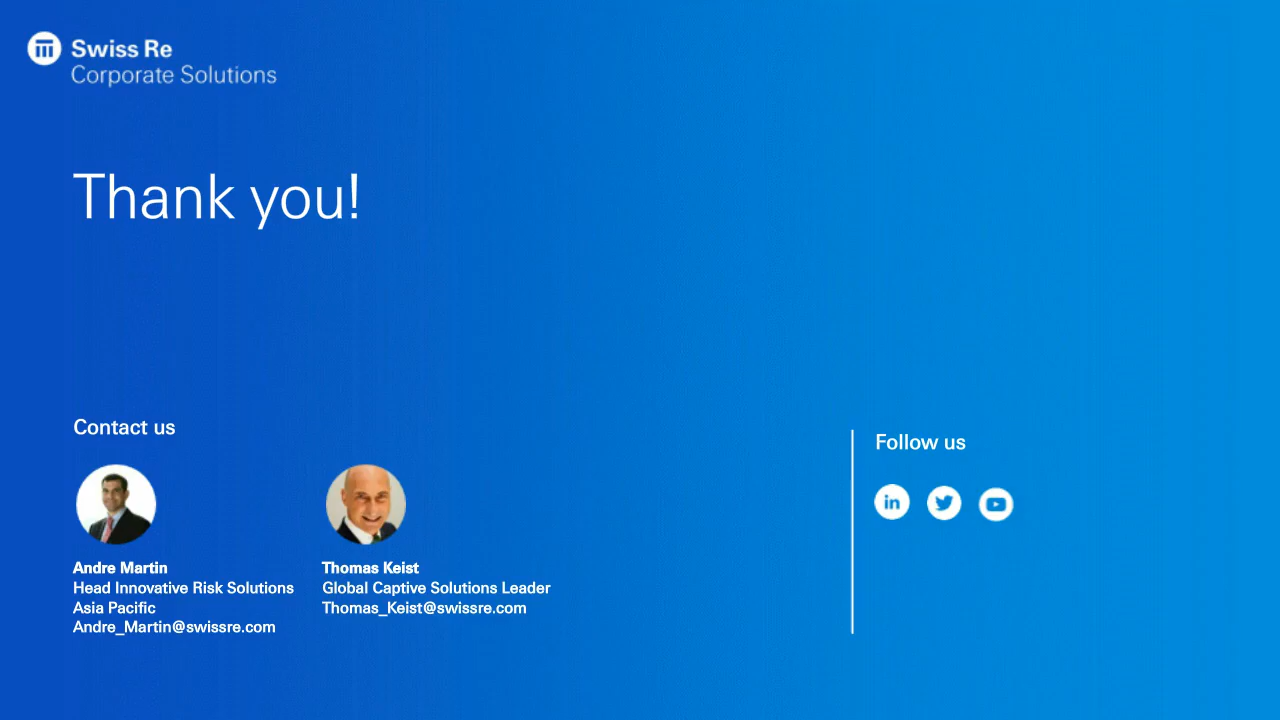 Swiss Re
Corporate Solutions
Thank you!
Contact us
Andre Martin
Head Innovative Risk Solutions
Asia Pacific
Andre_Martin@swissre.com
Thomas Keist
Global Captive Solutions Leader
Thomas_Keist@swissre.com
Follow us
in